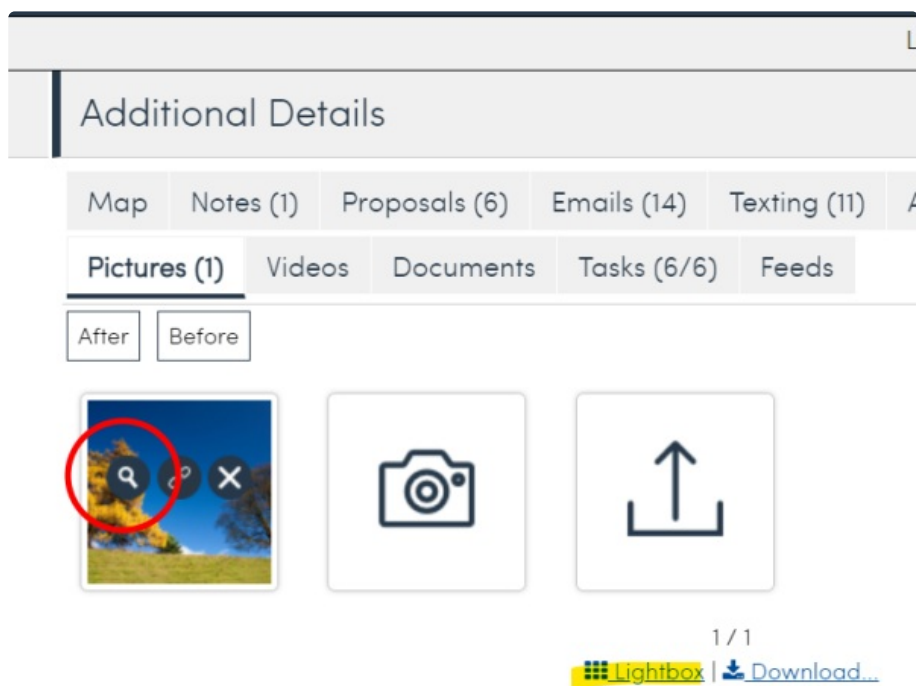 L
Additional Details
Map Notes (1) Proposals (6) Emails (14) Texting (11) A
Pictures (1) Videos Documents Tasks (6/6) Feeds
After Before
1 / 1
Lightbox | Download...